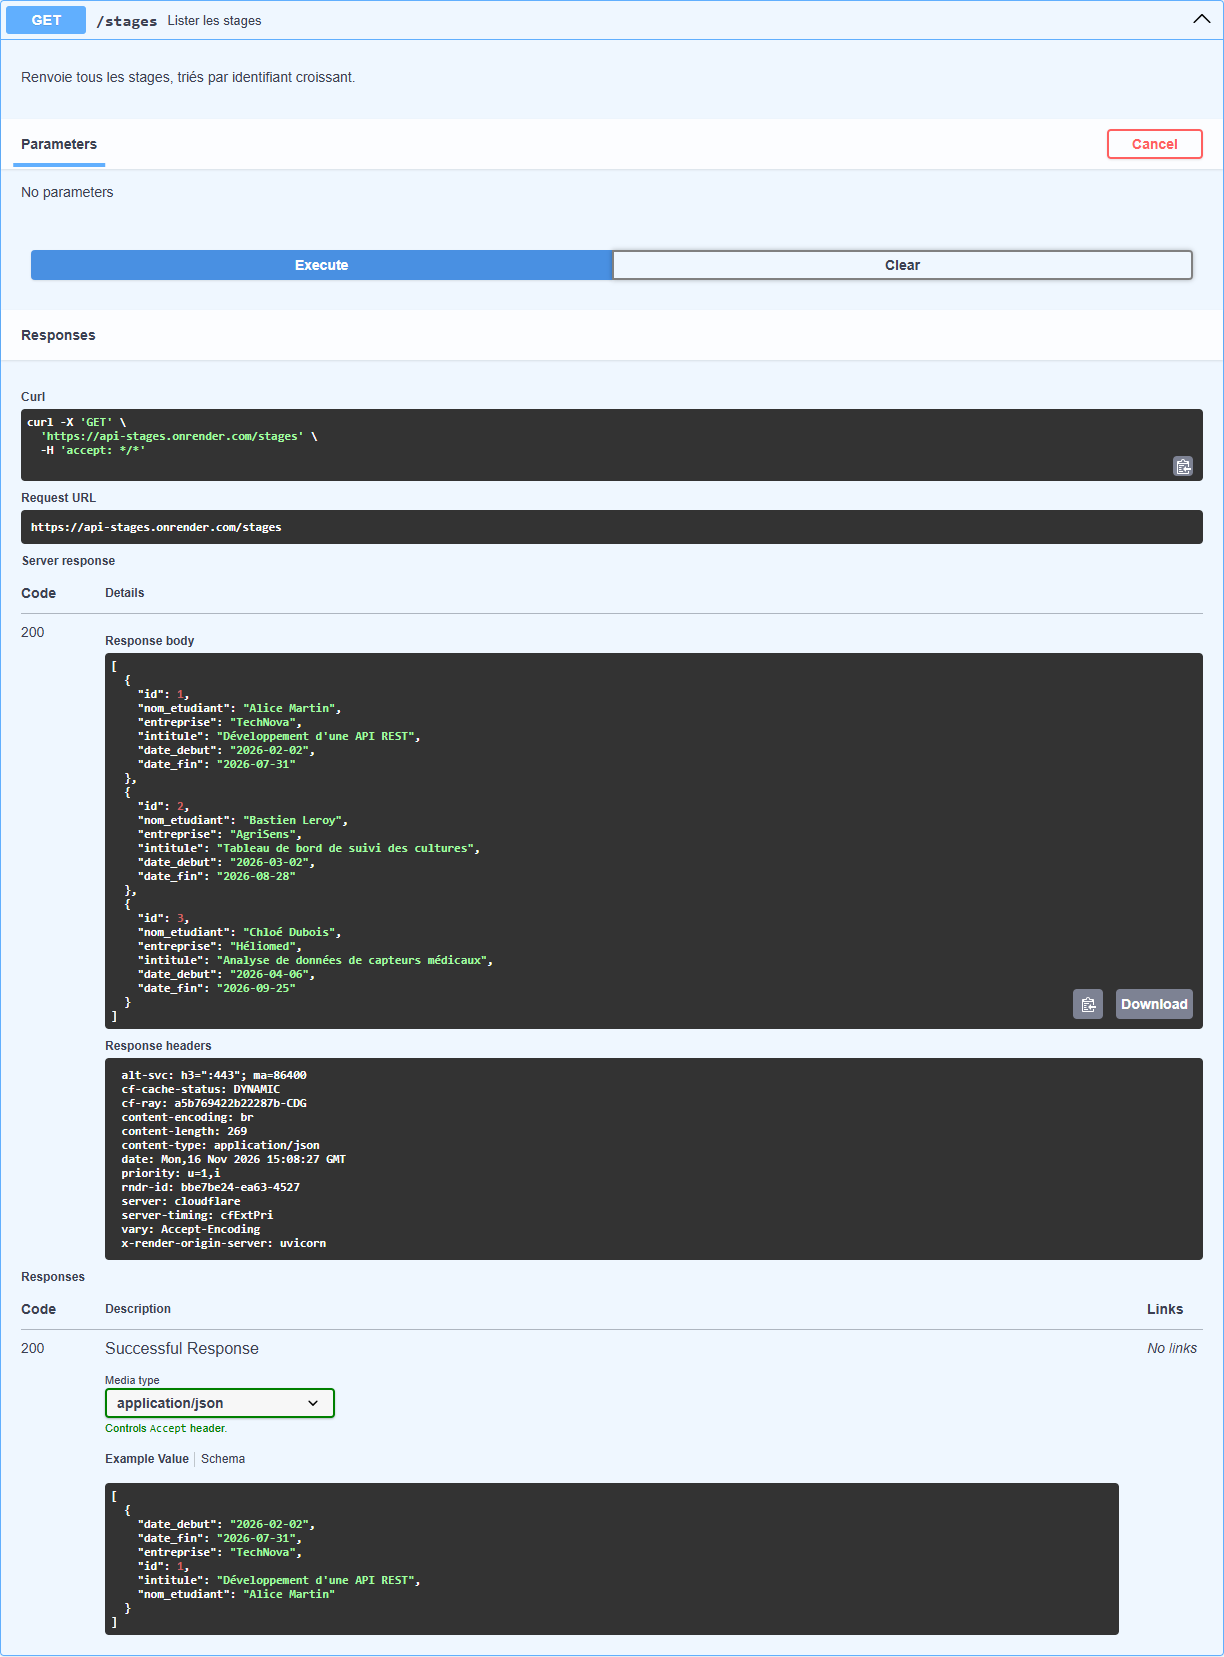 GET /stages Lister les stages
Renvoie tous les stages, triés par identifiant croissant.
Parameters
Cancel
No parameters
Execute
Clear
Responses
Curl
curl -X 'GET' \
  'https://api-stages.onrender.com/stages' \
  -H 'accept: */*'
Request URL
https://api-stages.onrender.com/stages
Server response
Code Details
200
Response body
[
  {
    "id": 1,
    "nom_etudiant": "Alice Martin",
    "entreprise": "TechNova",
    "intitule": "Développement d'une API REST",
    "date_debut": "2026-02-02",
    "date_fin": "2026-07-31"
  },
  {
    "id": 2,
    "nom_etudiant": "Bastien Leroy",
    "entreprise": "AgriSens",
    "intitule": "Tableau de bord de suivi des cultures",
    "date_debut": "2026-03-02",
    "date_fin": "2026-08-28"
  },
  {
    "id": 3,
    "nom_etudiant": "Chloé Dubois",
    "entreprise": "Héliomed",
    "intitule": "Analyse de données de capteurs médicaux",
    "date_debut": "2026-04-06",
    "date_fin": "2026-09-25"
  }
]
Download
Response headers
alt-svc: h3=":443"; ma=86400
cf-cache-status: DYNAMIC
cf-ray: a5b769422b22287b-CDG
content-encoding: br
content-length: 269
content-type: application/json
date: Mon,16 Nov 2026 15:08:27 GMT
priority: u=1,i
rndr-id: bbe7be24-ea63-4527
server: cloudflare
server-timing: cfExtPri
vary: Accept-Encoding
x-render-origin-server: uvicorn
Responses
Code Description Links
200 Successful Response No links
Media type
application/json
Controls Accept header.
Example Value Schema
[
  {
    "date_debut": "2026-02-02",
    "date_fin": "2026-07-31",
    "entreprise": "TechNova",
    "id": 1,
    "intitule": "Développement d'une API REST",
    "nom_etudiant": "Alice Martin"
  }
]